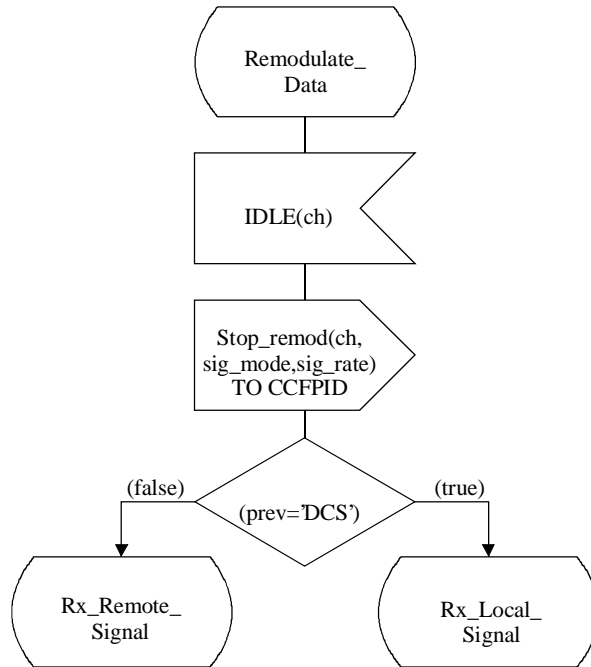 Remodulate_
Data
IDLE(ch)
Stop_remod(ch,
sig_mode,sig_rate)
TO CCFPID
(false)
(true)
(prev='DCS')
Rx_Remote_
Signal
Rx_Local_
Signal